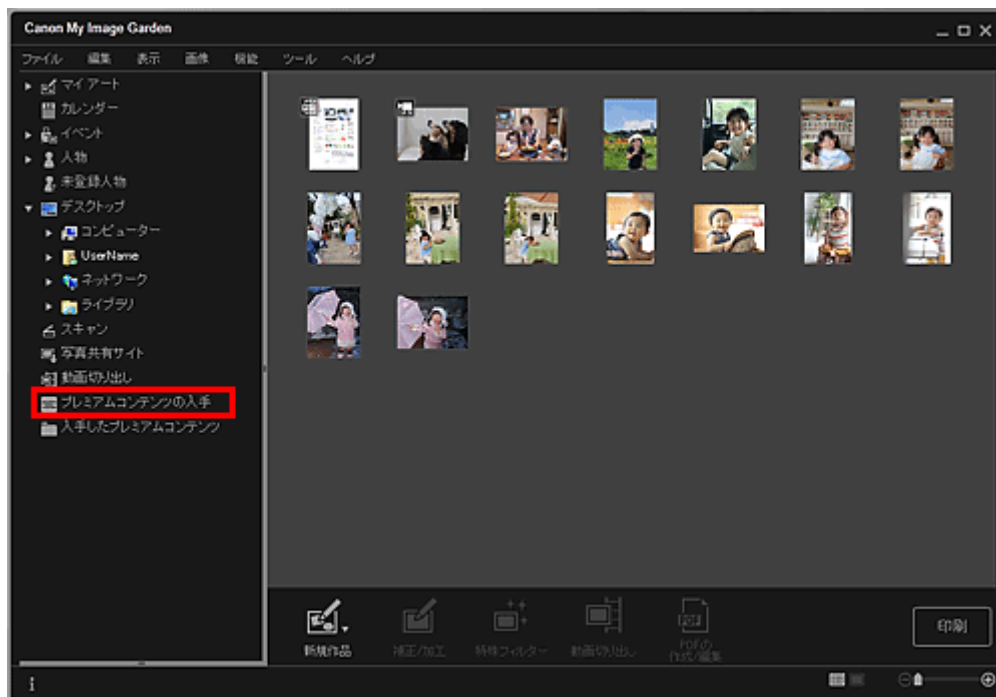 Canon My Image Garden
ファイル 編集 表示 画像 機能 ツール ヘルプ
マイ アート
カレンダー
イベント
人物
未登録人物
デスクトップ
コンピューター
UserName
ネットワーク
ライブラリ
スキャン
写真共有サイト
動画切り出し
プレミアムコンテンツの入手
入手したプレミアムコンテンツ
新規作品 補正/加工 特殊フィルター 動画切り出し PDFの
作成/編集
印刷